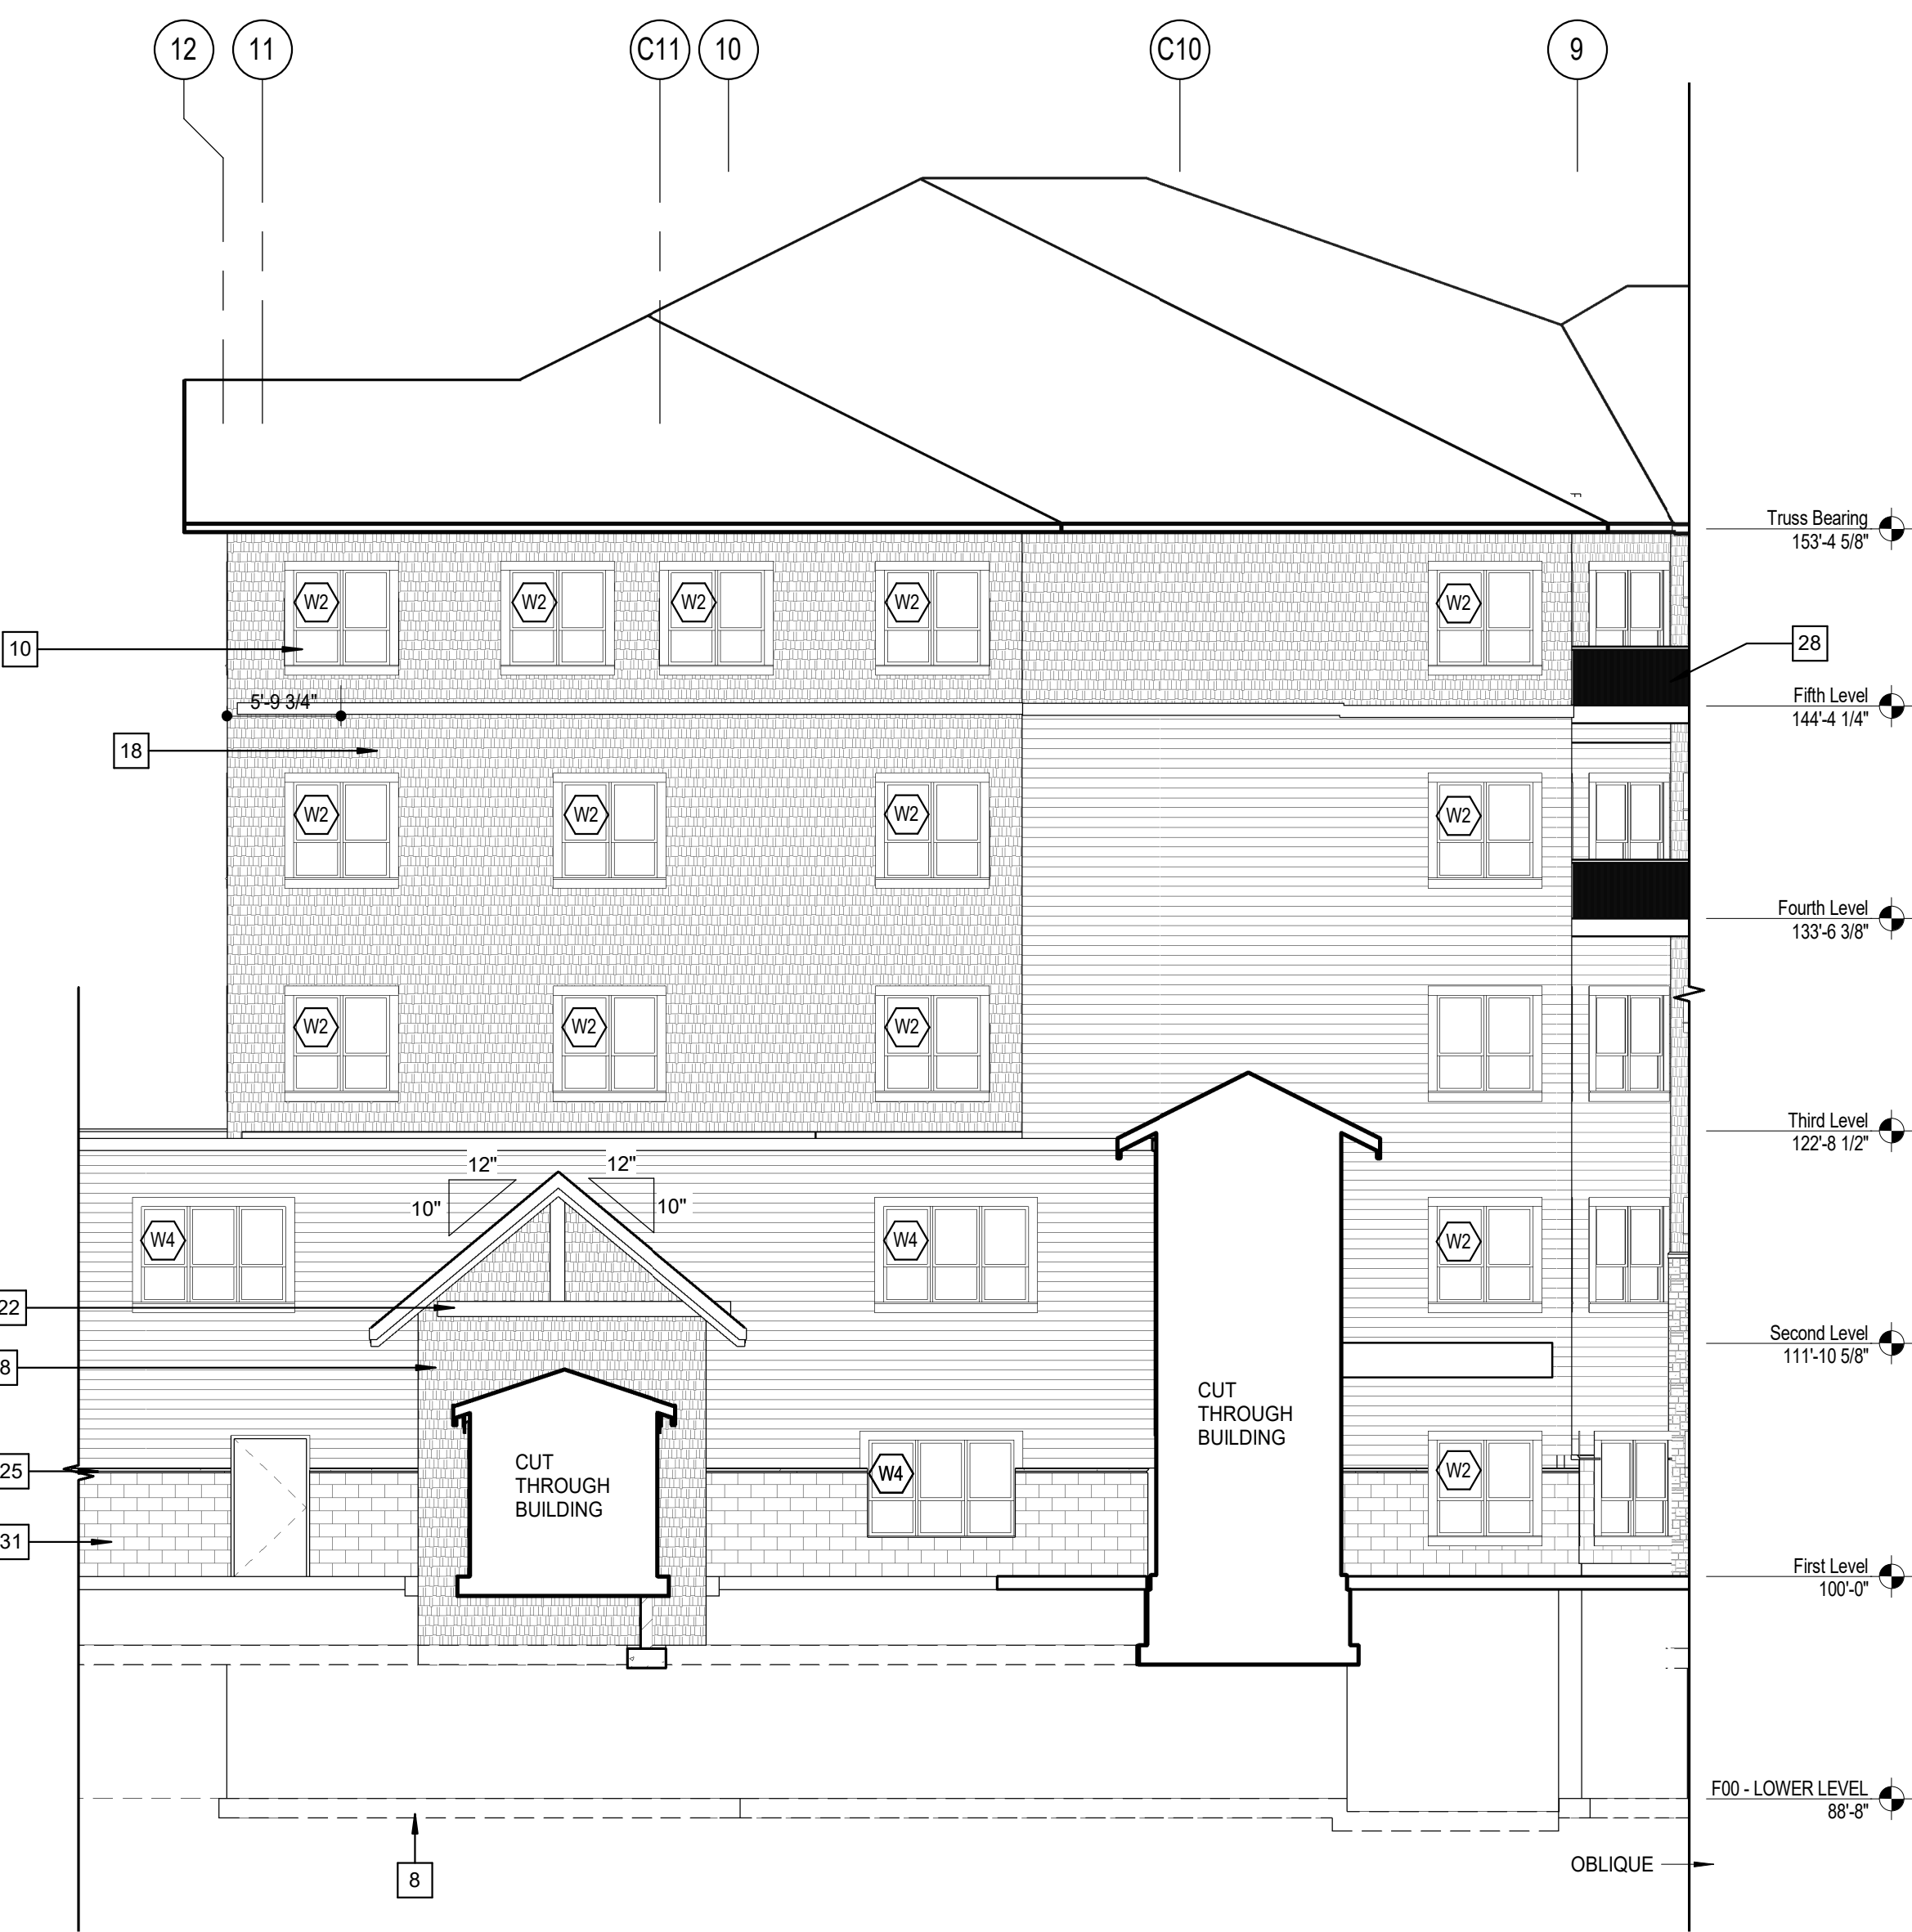 12
11
C11
10
C10
9
Truss Bearing
153'-4 5/8"
W2
W2
W2
W2
W2
10
28
5'-9 3/4"
Fifth Level
144'-4 1/4"
18
W2
W2
W2
W2
Fourth Level
133'-6 3/8"
W2
W2
W2
Third Level
122'-8 1/2"
12"
12"
10"
10"
W4
W4
W2
22
Second Level
111'-10 5/8"
8
CUT
THROUGH
BUILDING
CUT
THROUGH
BUILDING
W4
W2
25
31
First Level
100'-0"
F00 - LOWER LEVEL
88'-8"
8
OBLIQUE